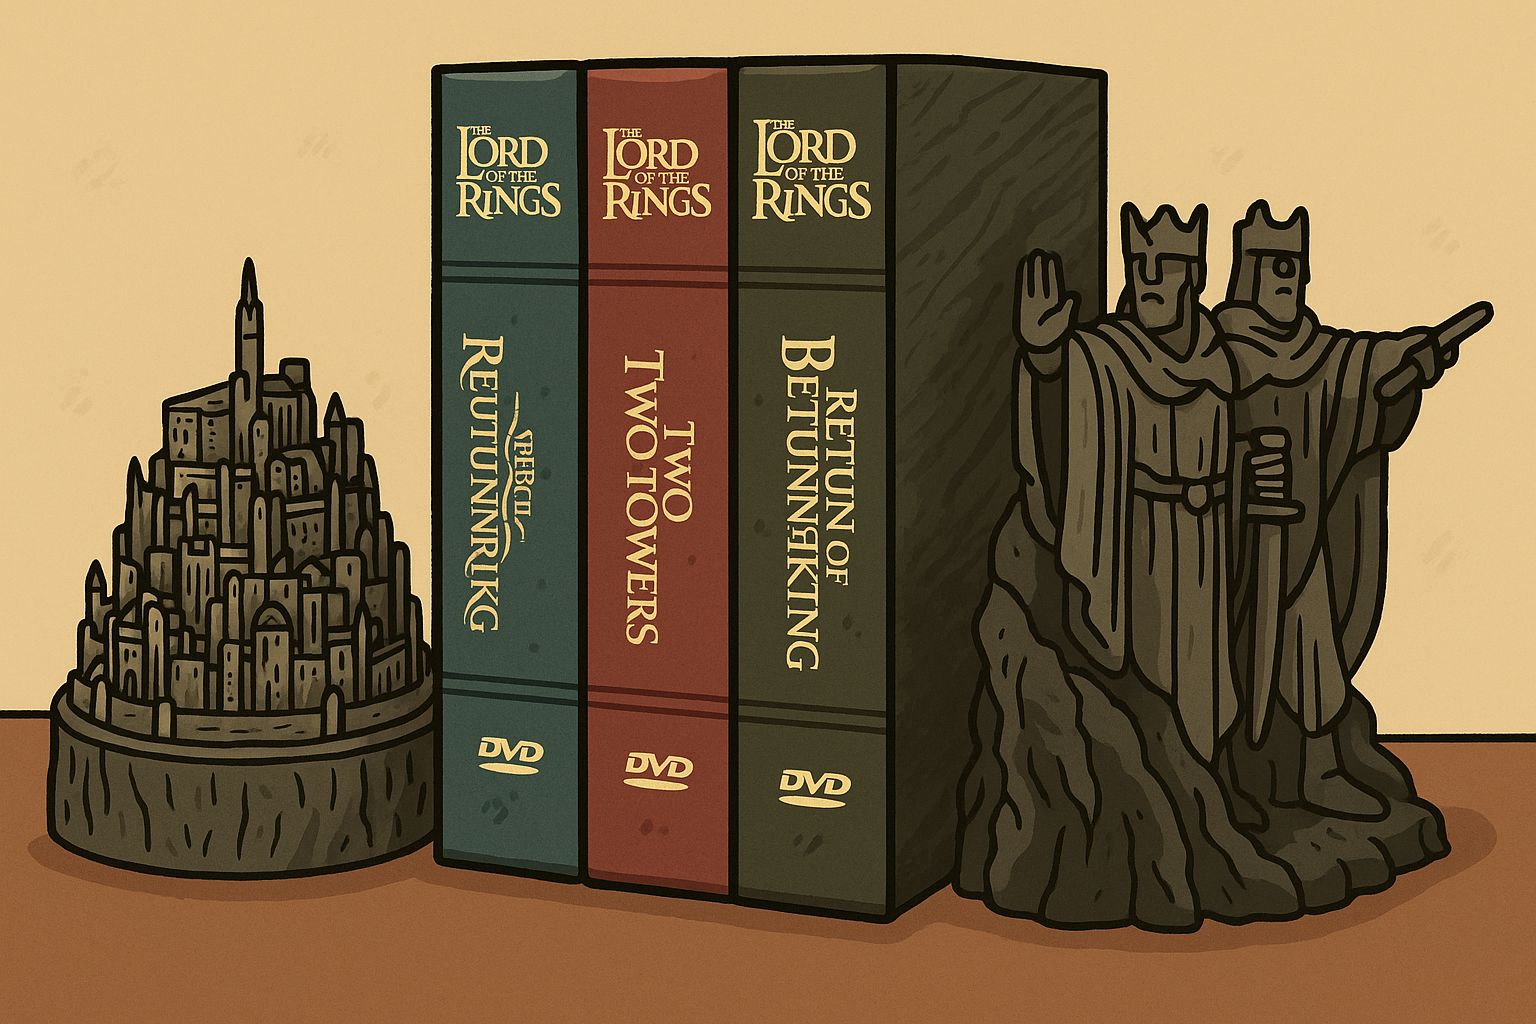 THE
LORD
OF THE
RINGS
REUTUNNRIKG
DVD
THE
LORD
OF THE
RINGS
TWO
TWO TOWERS
DVD
THE
LORD
OF THE
RINGS
RETUN OF
BETUNNRKTNG
DVD